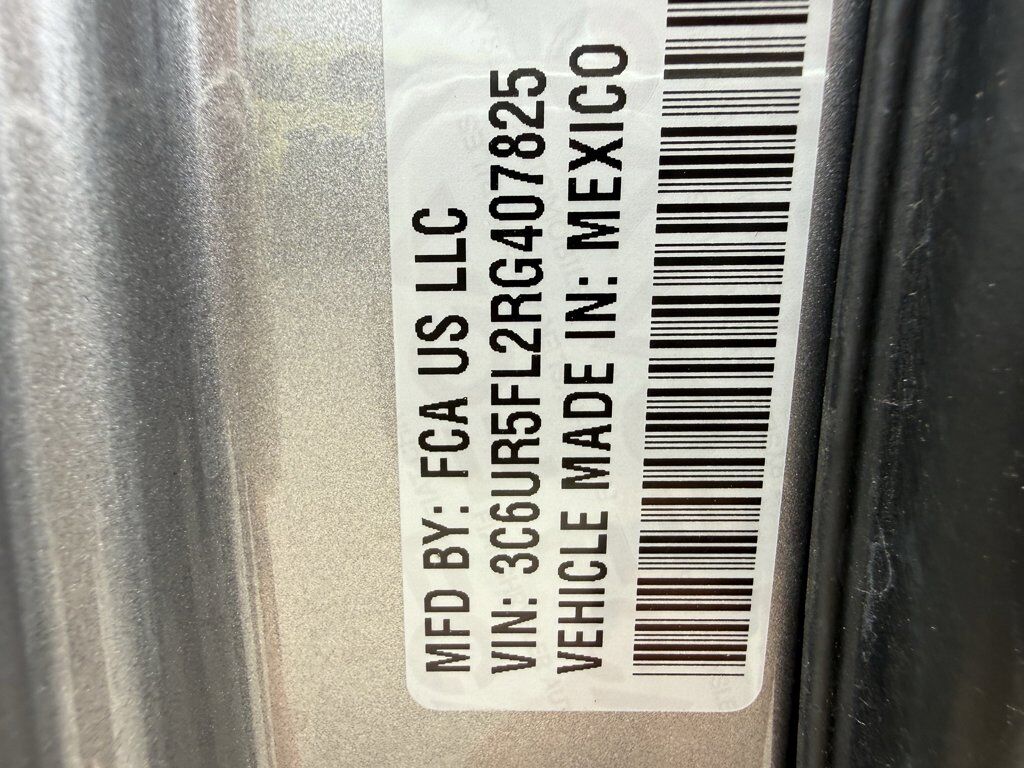 MFD BY: FCA US LLC
VIN: 3C6UR5FL2RG407825
VEHICLE MADE IN: MEXICO